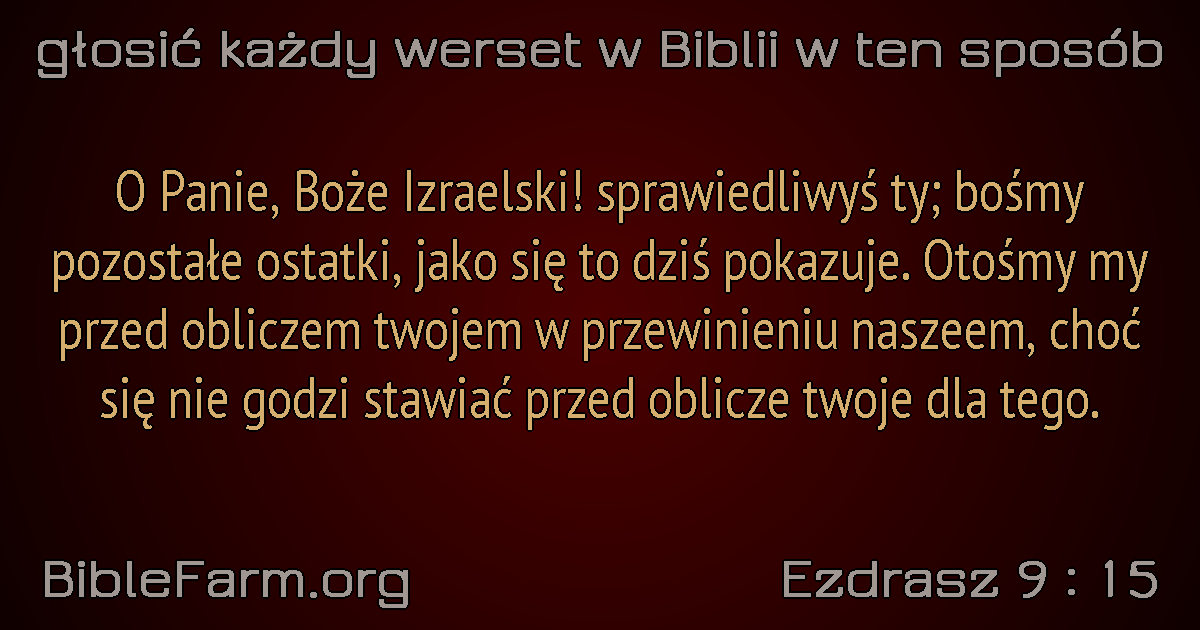 głosić każdy werset w Biblii w ten sposób
O Panie, Boże Izraelski! sprawiedliwyś ty; bośmy
pozostałe ostatki, jako się to dziś pokazuje. Otośmy my
przed obliczem twojem w przewinieniu naszeem, choć
się nie godzi stawiać przed oblicze twoje dla tego.
BibleFarm.org
Ezdrasz 9 : 15